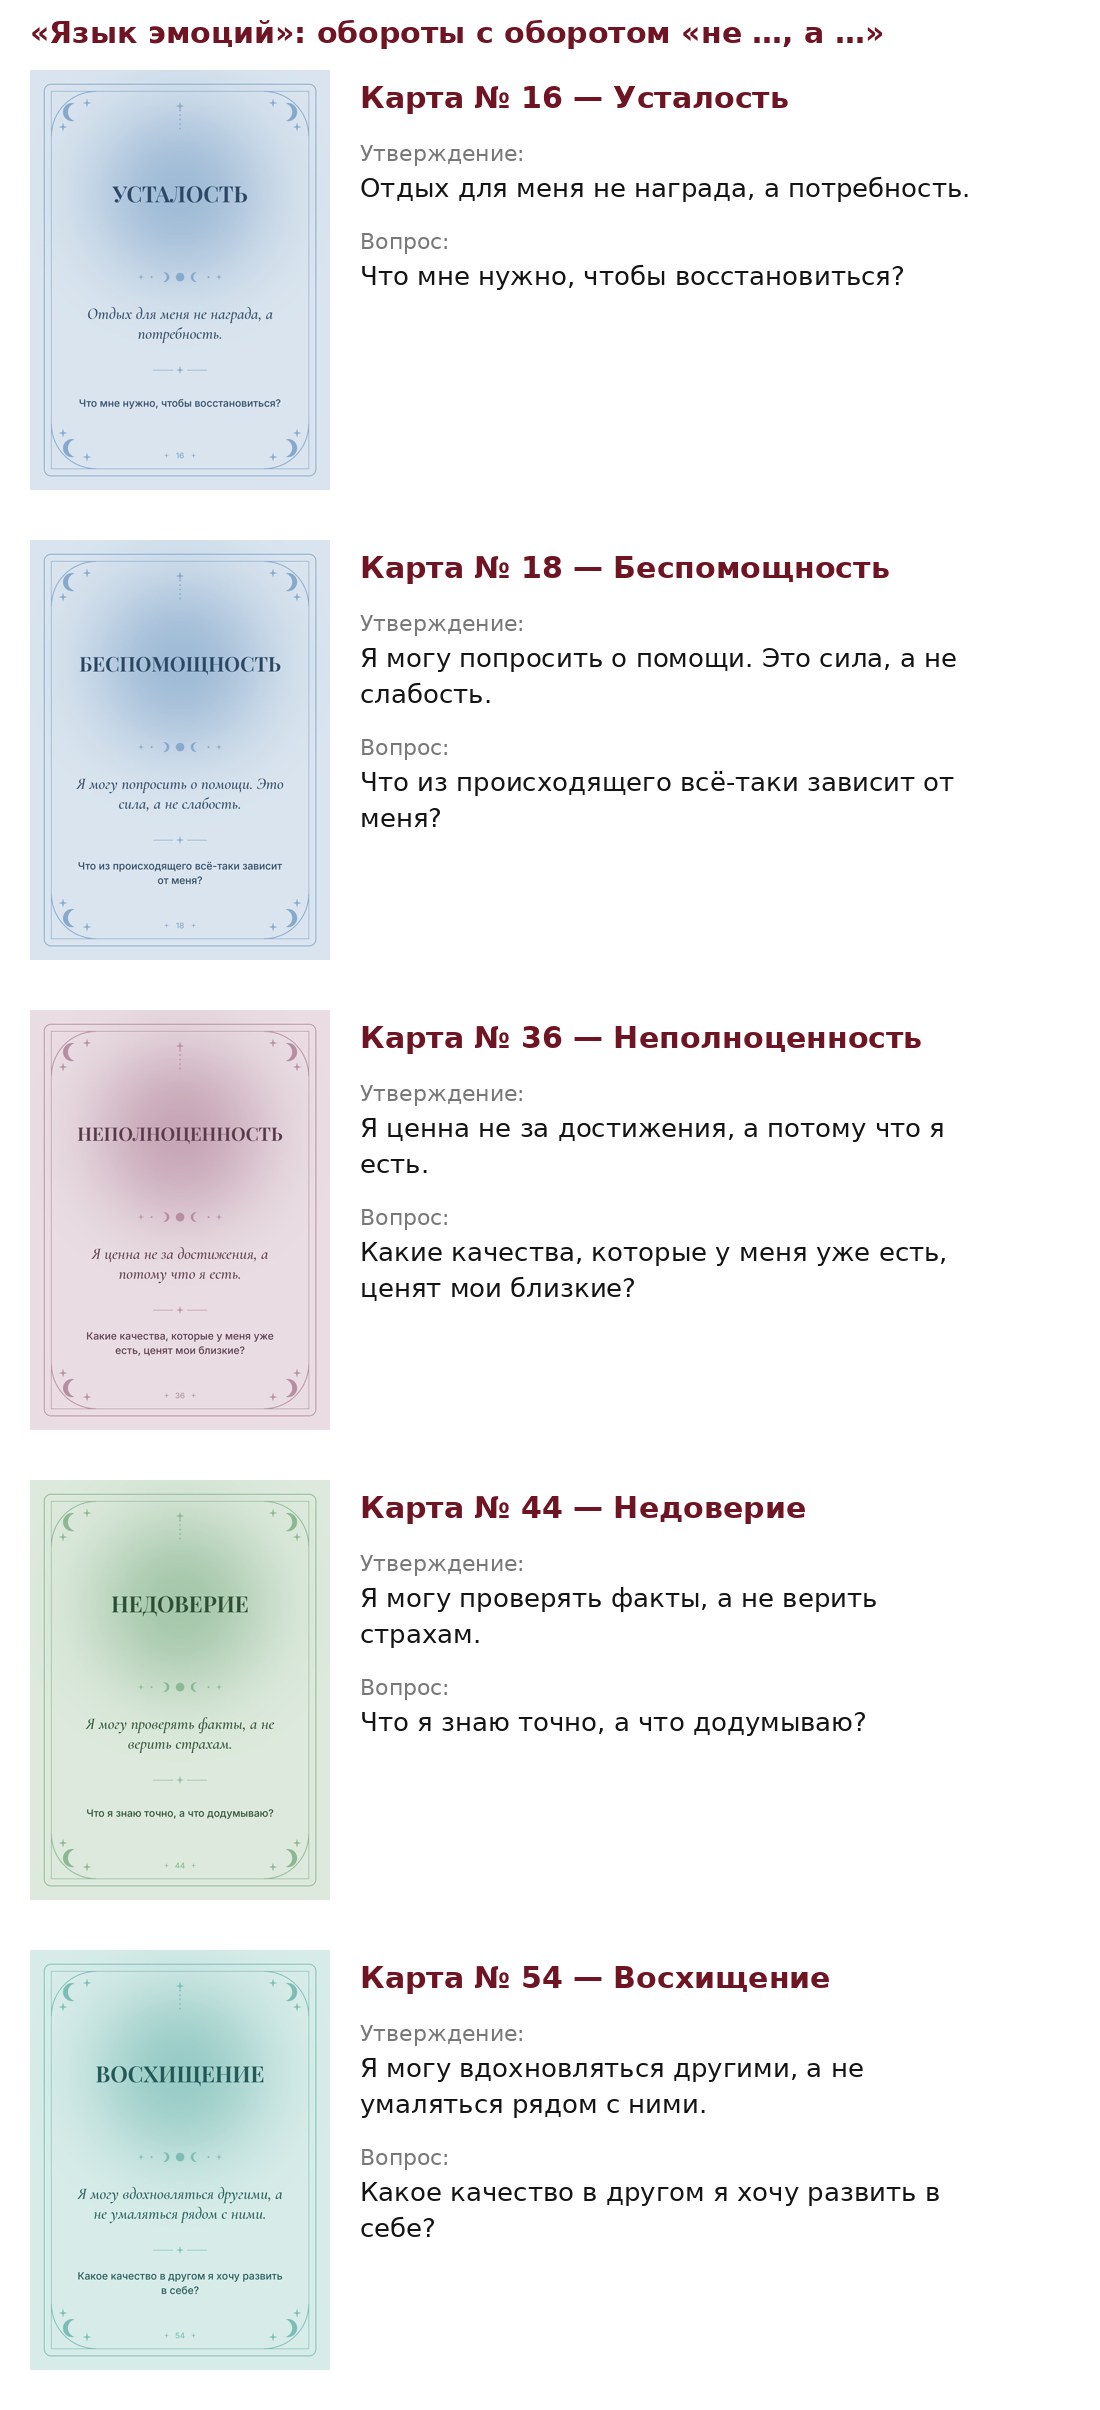 «Язык эмоций»: обороты с оборотом «не ..., а ...»
УСТАЛОСТЬ
Отдых для меня не награда, а
потребность.
Что мне нужно, чтобы восстановиться?
16
Карта № 16 — Усталость
Утверждение:
Отдых для меня не награда, а потребность.
Вопрос:
Что мне нужно, чтобы восстановиться?
БЕСПОМОЩНОСТЬ
Я могу попросить о помощи. Это
сила, а не слабость.
Что из происходящего всё-таки зависит
от меня?
18
Карта № 18 — Беспомощность
Утверждение:
Я могу попросить о помощи. Это сила, а не
слабость.
Вопрос:
Что из происходящего всё-таки зависит от
меня?
НЕПОЛНОЦЕННОСТЬ
Я ценна не за достижения, а
потому что я есть.
Какие качества, которые у меня уже
есть, ценят мои близкие?
36
Карта № 36 — Неполноценность
Утверждение:
Я ценна не за достижения, а потому что я
есть.
Вопрос:
Какие качества, которые у меня уже есть,
ценят мои близкие?
НЕДОВЕРИЕ
Я могу проверять факты, а не
верить страхам.
Что я знаю точно, а что додумываю?
44
Карта № 44 — Недоверие
Утверждение:
Я могу проверять факты, а не верить
страхам.
Вопрос:
Что я знаю точно, а что додумываю?
ВОСХИЩЕНИЕ
Я могу вдохновляться другими, а
не умаляться рядом с ними.
Какое качество в другом я хочу развить
в себе?
54
Карта № 54 — Восхищение
Утверждение:
Я могу вдохновляться другими, а не
умаляться рядом с ними.
Вопрос:
Какое качество в другом я хочу развить в
себе?